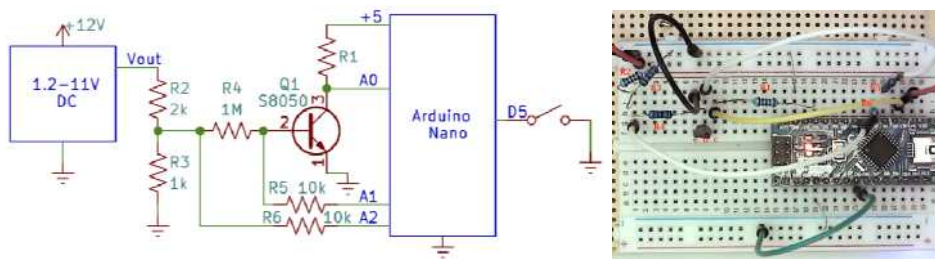 +12V
Vout
1.2-11V
DC
R2
2k
R3
1k
R4
1M
Q1
S8050
3
2
1
R1
+5
A0
R5 10k
A1
R6 10k
A2
Arduino
Nano
D5